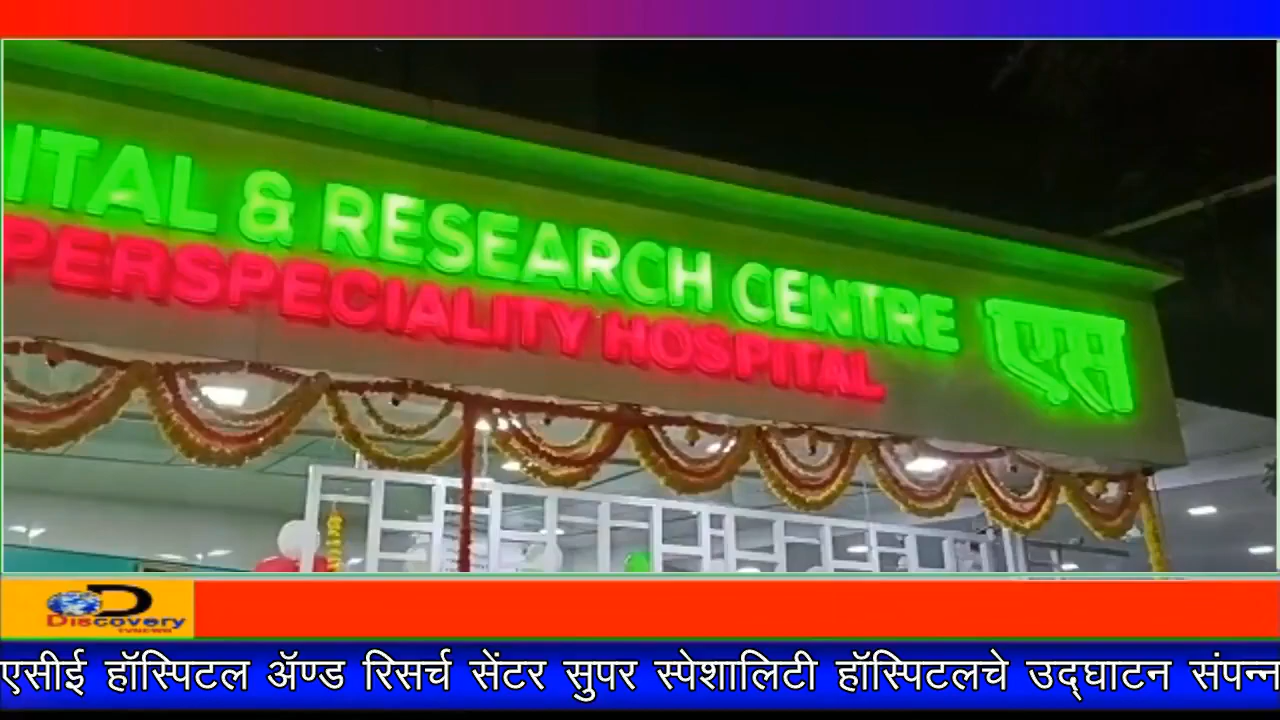 ITAL & RESEARCH CENTRE
PERSPECIALITY HOSPITAL
एस
Discovery
एसीई हॉस्पिटल ॲण्ड रिसर्च सेंटर सुपर स्पेशालिटी हॉस्पिटलचे उद्घाटन संपन्न